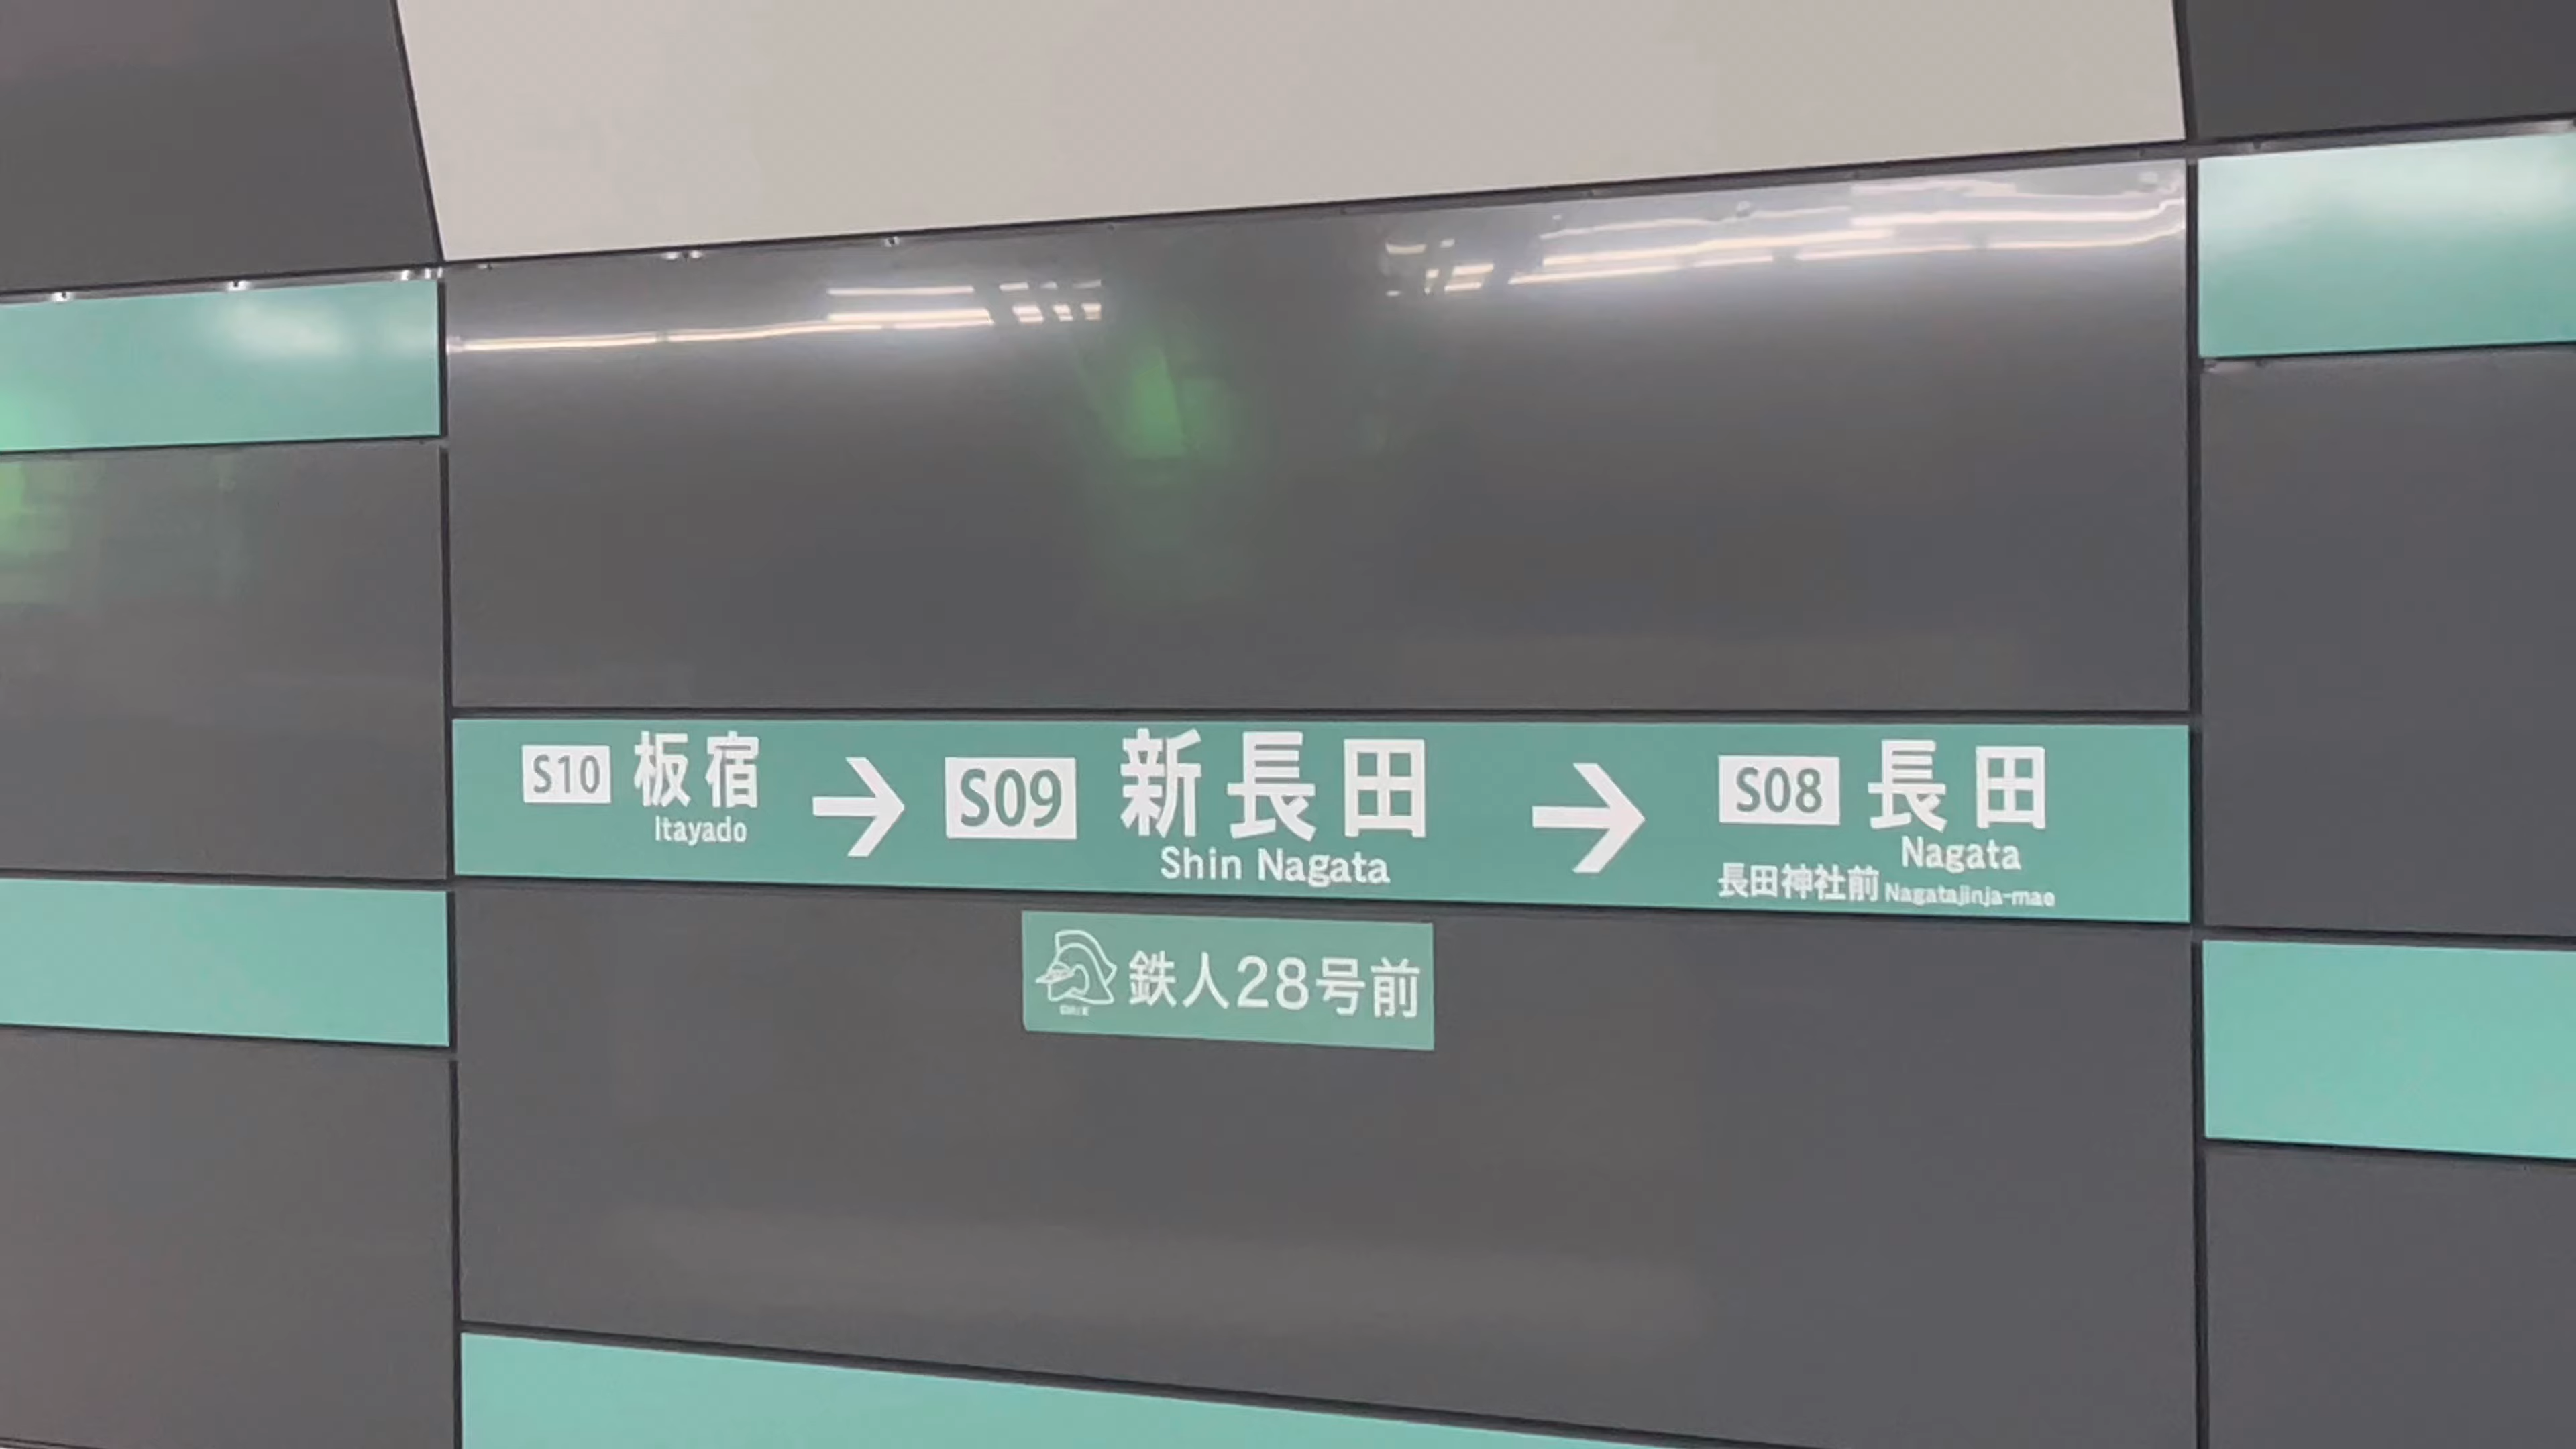 S10 板宿
Itayado
→
S09 新長田
Shin Nagata
→
S08 長田
Nagata
長田神社前 Nagatajinja-mae
鉄人28号前